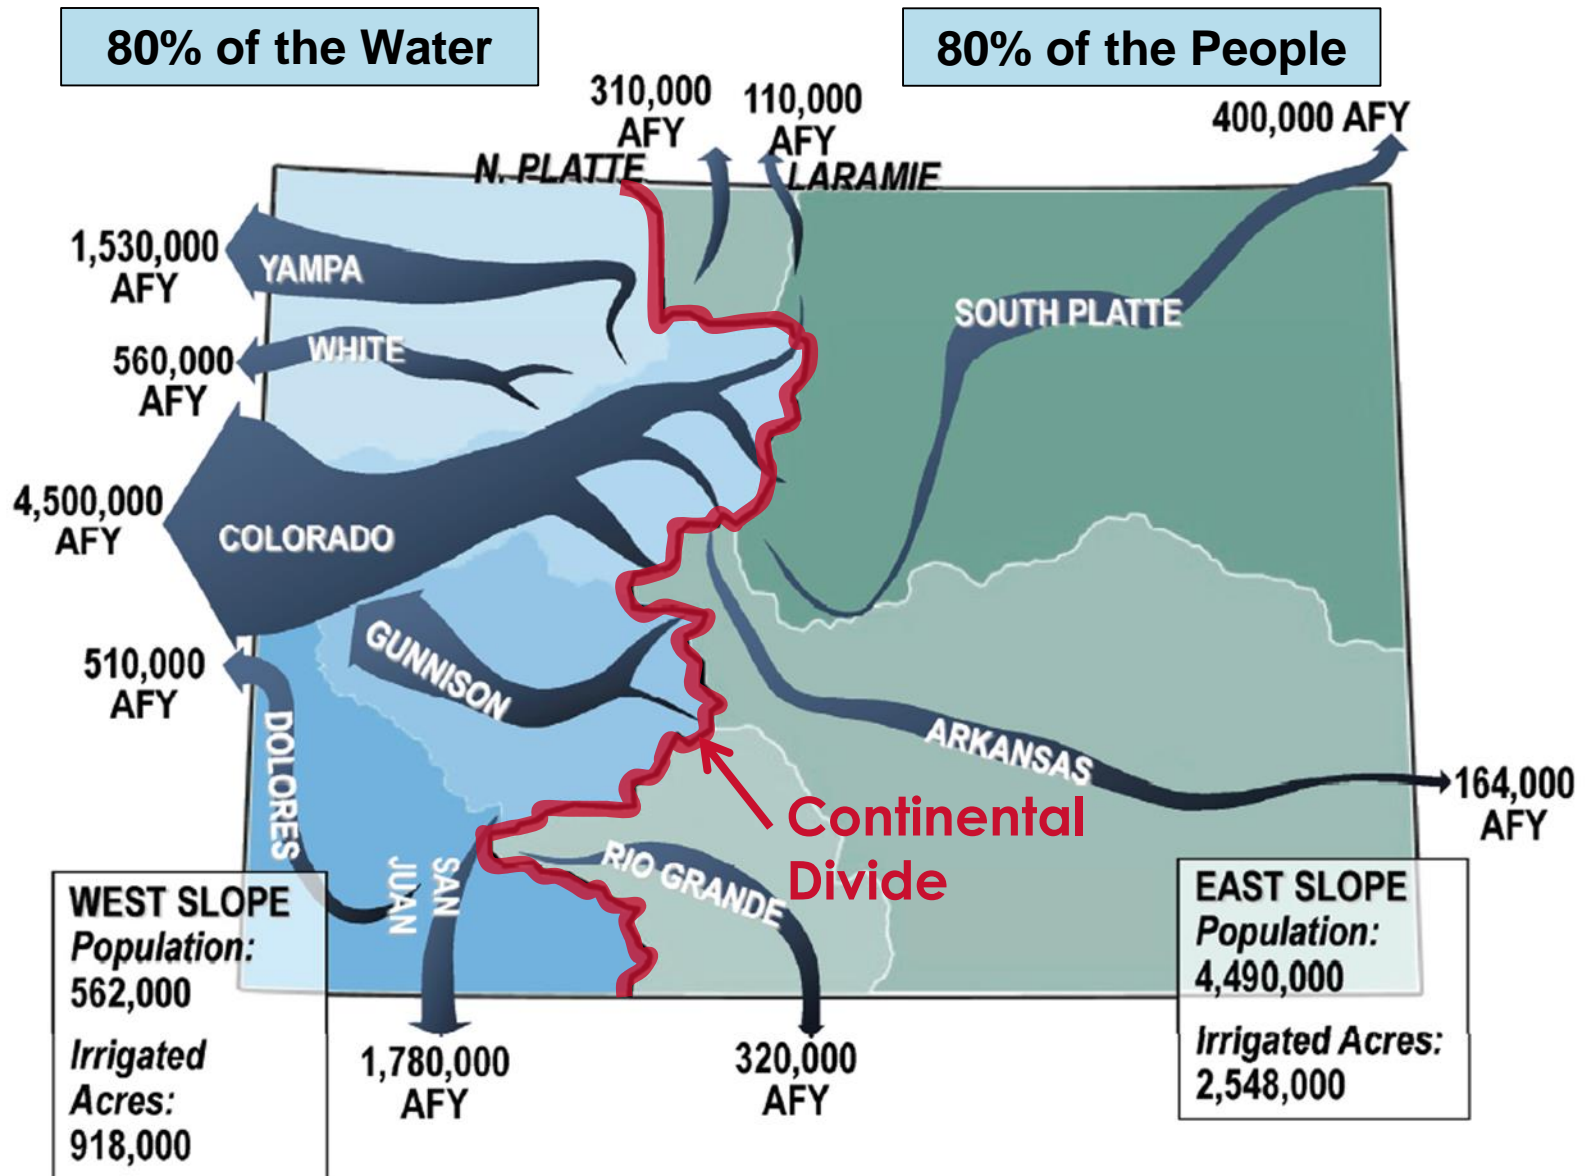 80% of the Water
80% of the People
310,000
AFY
110,000
AFY
400,000 AFY
N. PLATTE
LARAMIE
1,530,000
AFY
YAMPA
SOUTH PLATTE
560,000
AFY
WHITE
4,500,000
AFY
COLORADO
510,000
AFY
GUNNISON
DOLORES
ARKANSAS
164,000
AFY
Continental
Divide
SAN
JUAN
RIO GRANDE
WEST SLOPE
Population:
562,000
Irrigated
Acres:
918,000
1,780,000
AFY
320,000
AFY
EAST SLOPE
Population:
4,490,000
Irrigated Acres:
2,548,000